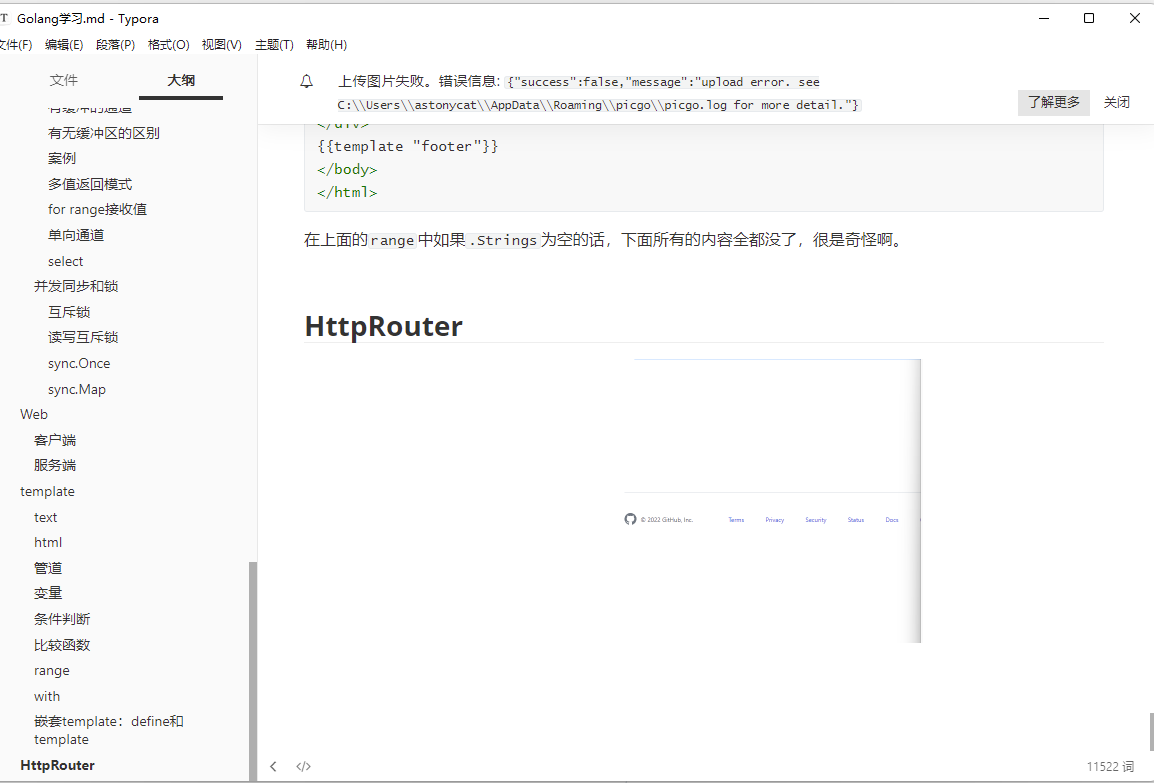 Golang学习.md - Typora
文件(F) 编辑(E) 段落(P) 格式(O) 视图(V) 主题(T) 帮助(H)
文件 大纲
上传图片失败。错误信息: {"success":false,"message":"upload error. see
C:\\Users\\astonycat\\AppData\\Roaming\\picgo\\picgo.log for more detail."}
了解更多 关闭
有缓冲的通道
有无缓冲区的区别
案例
多值返回模式
for range接收值
单向通道
select
并发同步和锁
互斥锁
读写互斥锁
sync.Once
sync.Map
Web
客户端
服务端
template
text
html
管道
变量
条件判断
比较函数
range
with
嵌套template：define和
template
HttpRouter
</div>
{{template "footer"}}
</body>
</html>
在上面的range中如果.Strings为空的话，下面所有的内容全都没了，很是奇怪啊。
HttpRouter
© 2022 GitHub, Inc. Terms Privacy Security Status Docs
</> 11522 词